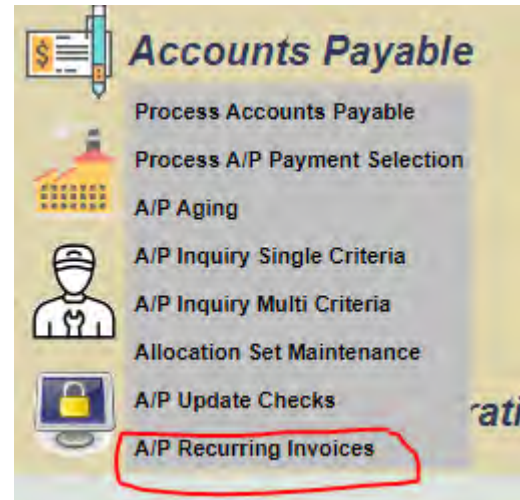 Accounts Payable
Process Accounts Payable
Process A/P Payment Selection
A/P Aging
A/P Inquiry Single Criteria
A/P Inquiry Multi Criteria
Allocation Set Maintenance
A/P Update Checks
A/P Recurring Invoices